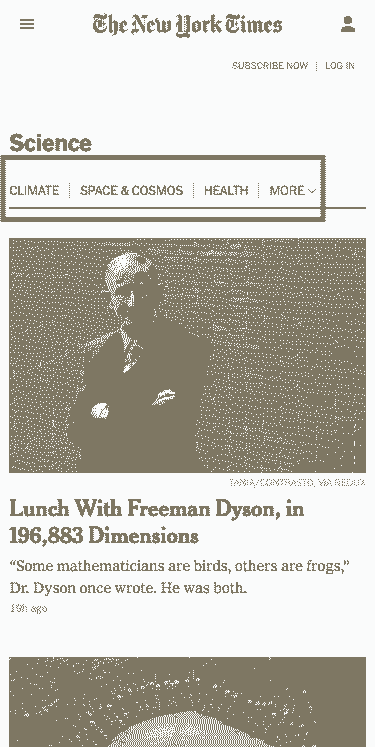 The New York Times
SUBSCRIBE NOW LOG IN
Science
CLIMATE SPACE & COSMOS HEALTH MORE
TANIA/CONTRASTO, VIA REDUX
Lunch With Freeman Dyson, in
196,883 Dimensions
“Some mathematicians are birds, others are frogs,”
Dr. Dyson once wrote. He was both.
19h ago